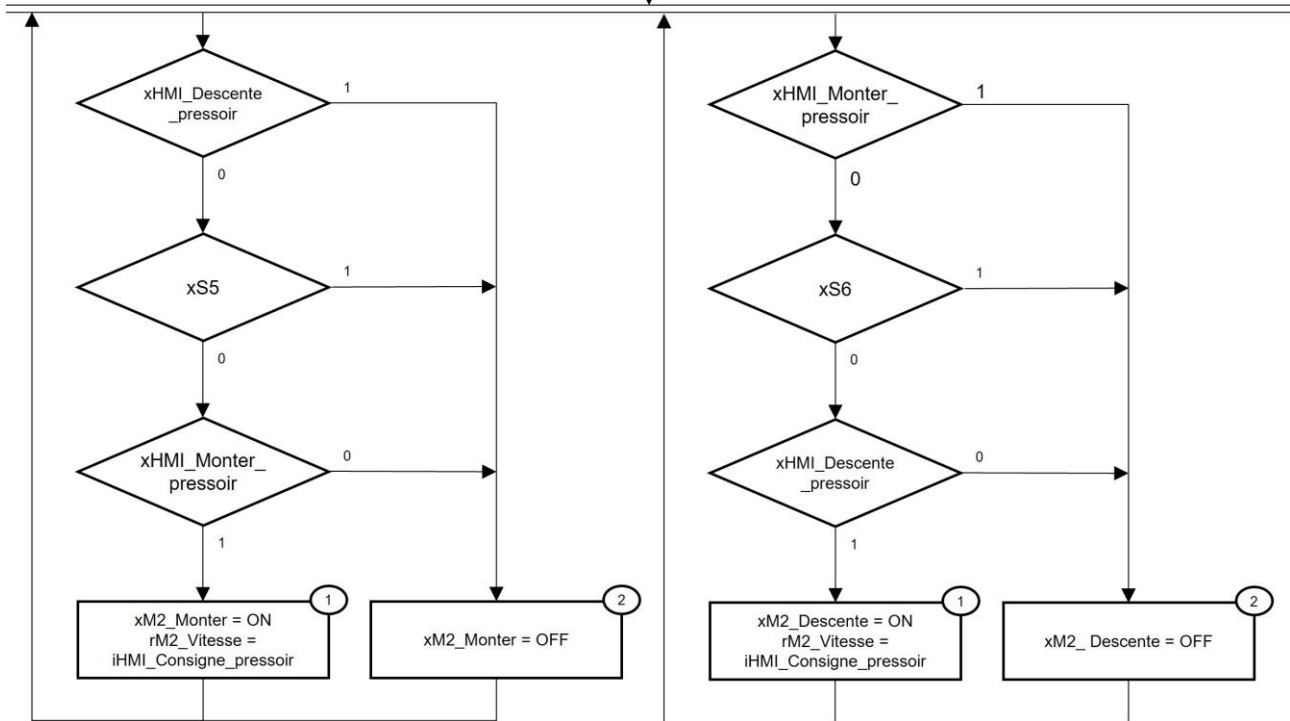 xHMI_Descente
_pressoir
1
0
xS5
1
0
xHMI_Monter_
pressoir
0
1
1
xM2_Monter = ON
rM2_Vitesse =
iHMI_Consigne_pressoir
2
xM2_Monter = OFF
xHMI_Monter_
pressoir
1
0
xS6
1
0
xHMI_Descente
_pressoir
0
1
1
xM2_Descente = ON
rM2_Vitesse =
iHMI_Consigne_pressoir
2
xM2_ Descente = OFF